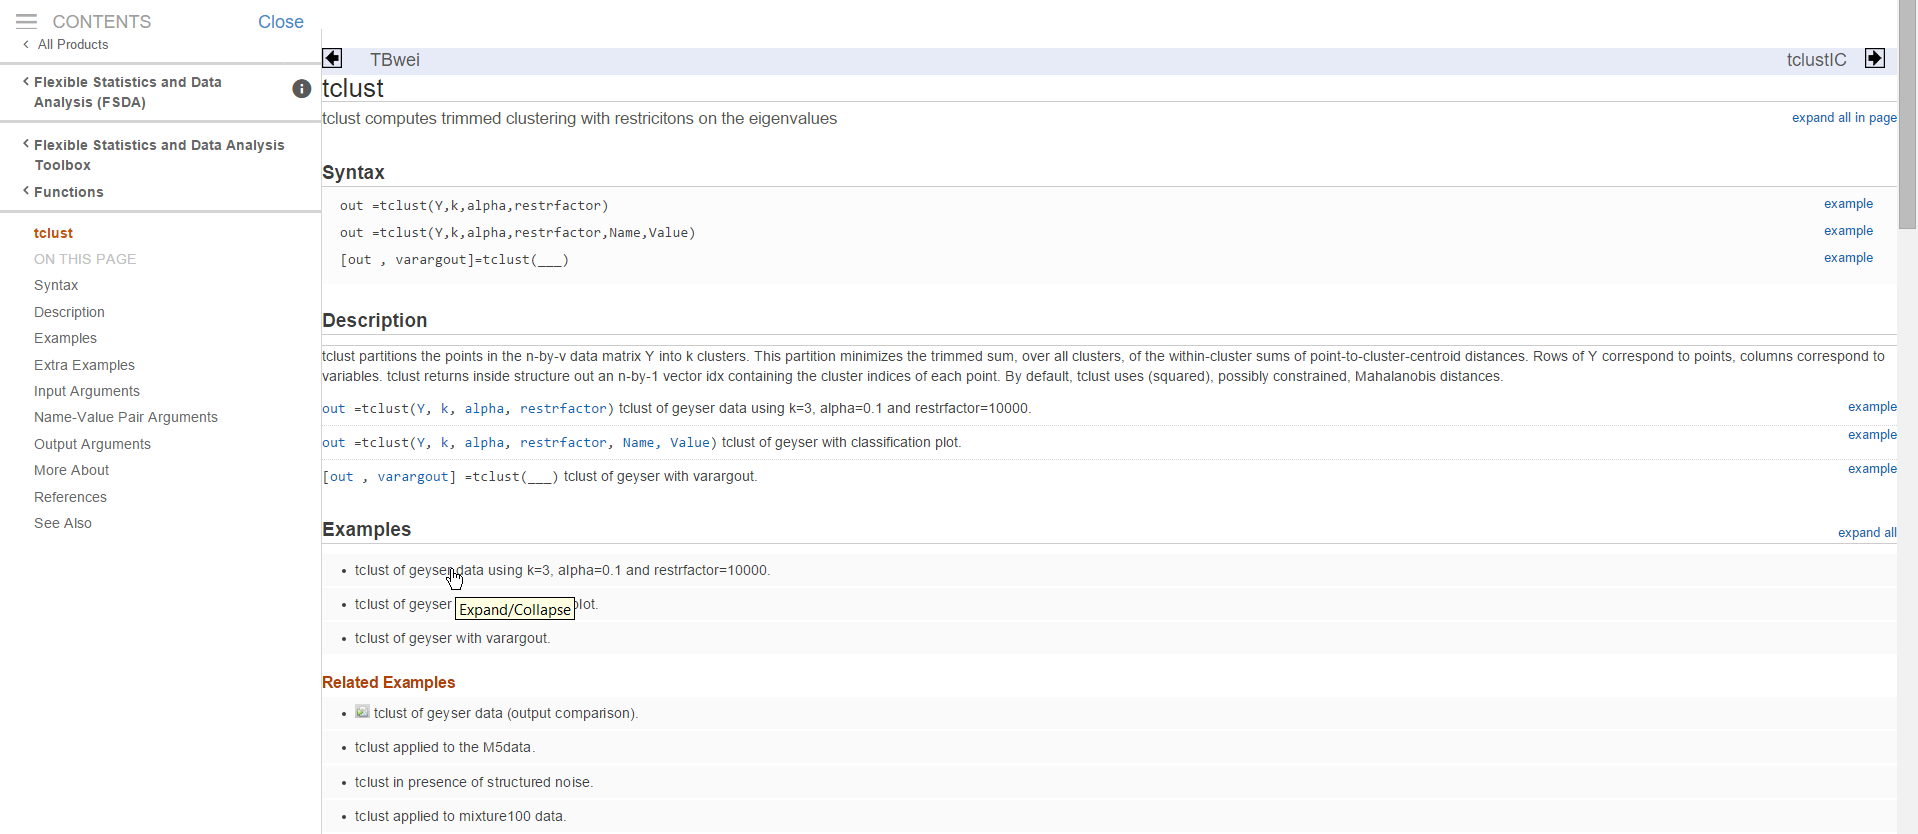 CONTENTS
Close
All Products
Flexible Statistics and Data
Analysis (FSDA)
Flexible Statistics and Data Analysis
Toolbox
Functions
tclust
ON THIS PAGE
Syntax
Description
Examples
Extra Examples
Input Arguments
Name-Value Pair Arguments
Output Arguments
More About
References
See Also
TBwei
tclustIC
tclust
tclust computes trimmed clustering with restricitons on the eigenvalues
expand all in page
Syntax
out =tclust(Y,k,alpha,restrfactor)
example
out =tclust(Y,k,alpha,restrfactor,Name,Value)
example
[out , varargout]=tclust(___)
example
Description
tclust partitions the points in the n-by-v data matrix Y into k clusters. This partition minimizes the trimmed sum, over all clusters, of the within-cluster sums of point-to-cluster-centroid distances. Rows of Y correspond to points, columns correspond to
variables. tclust returns inside structure out an n-by-1 vector idx containing the cluster indices of each point. By default, tclust uses (squared), possibly constrained, Mahalanobis distances.
out =tclust(Y, k, alpha, restrfactor) tclust of geyser data using k=3, alpha=0.1 and restrfactor=10000.
example
out =tclust(Y, k, alpha, restrfactor, Name, Value) tclust of geyser with classification plot.
example
[out , varargout] =tclust(___) tclust of geyser with varargout.
example
Examples
expand all
• tclust of geyser data using k=3, alpha=0.1 and restrfactor=10000.
• tclust of geyser plot.
Expand/Collapse
• tclust of geyser with varargout.
Related Examples
• tclust of geyser data (output comparison).
• tclust applied to the M5data.
• tclust in presence of structured noise.
• tclust applied to mixture100 data.